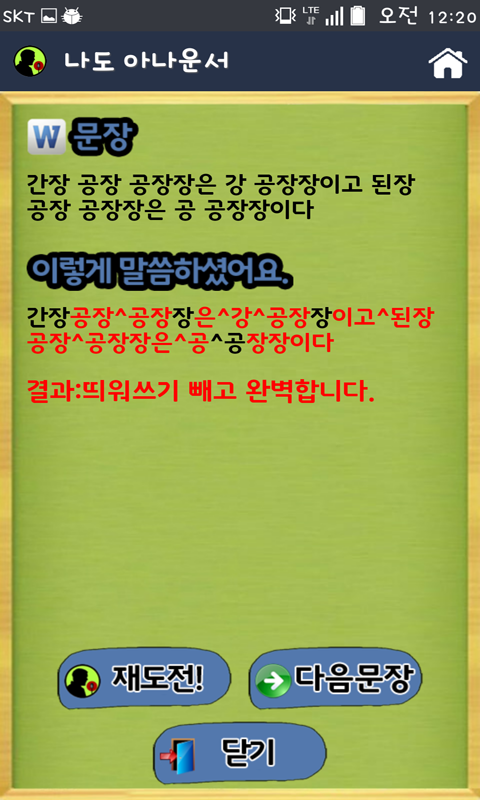 SKT LTE 오전 12:20
나도 아나운서
W 문장
간장 공장 공장장은 강 공장장이고 된장
공장 공장장은 공 공장장이다
이렇게 말씀하셨어요.
간장공장^공장장은^강^공장장이고^된장
공장^공장장은^공^공장장이다
결과:띄워쓰기 빼고 완벽합니다.
재도전! 다음문장
닫기